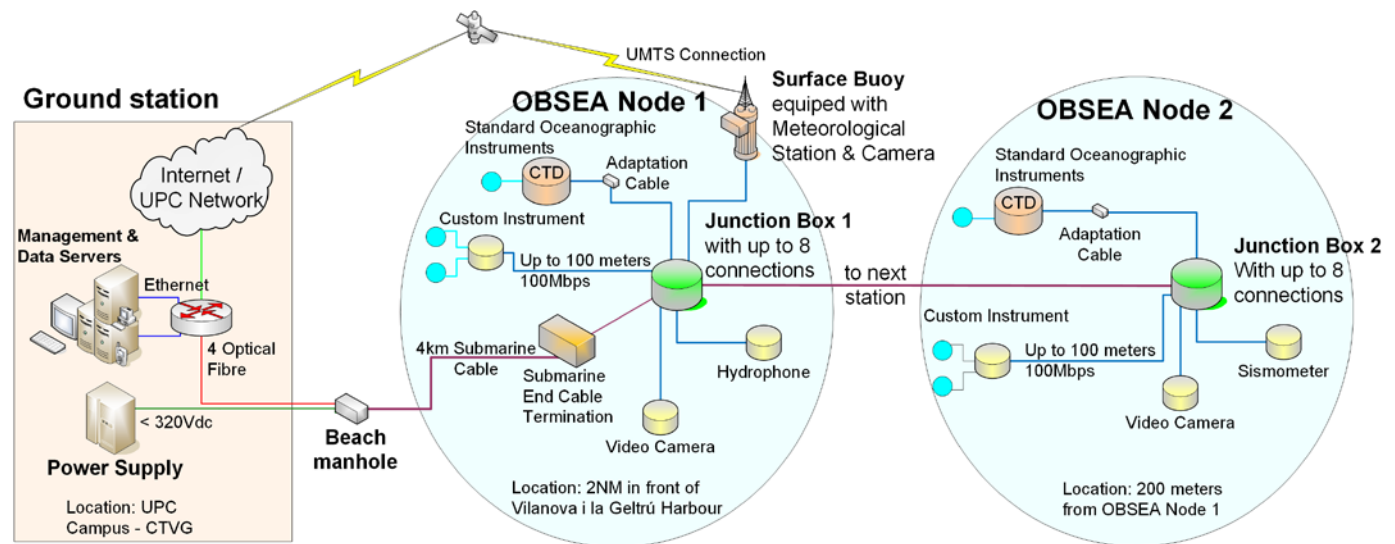 UMTS Connection
Ground station
Internet /
UPC Network
Management &
Data Servers
Ethernet
4 Optical
Fibre
< 320Vdc
Power Supply
Location: UPC
Campus - CTVG
Beach
manhole
OBSEA Node 1
Surface Buoy
equiped with
Meteorological
Station & Camera
Standard Oceanographic
Instruments
CTD
Adaptation
Cable
Custom Instrument
Up to 100 meters
100Mbps
Junction Box 1
with up to 8
connections
4km Submarine
Cable
Submarine
End Cable
Termination
Hydrophone
Video Camera
Location: 2NM in front of
Vilanova i la Geltrú Harbour
to next
station
OBSEA Node 2
Standard Oceanographic
Instruments
CTD
Adaptation
Cable
Junction Box 2
With up to 8
connections
Custom Instrument
Up to 100 meters
100Mbps
Sismometer
Video Camera
Location: 200 meters
from OBSEA Node 1